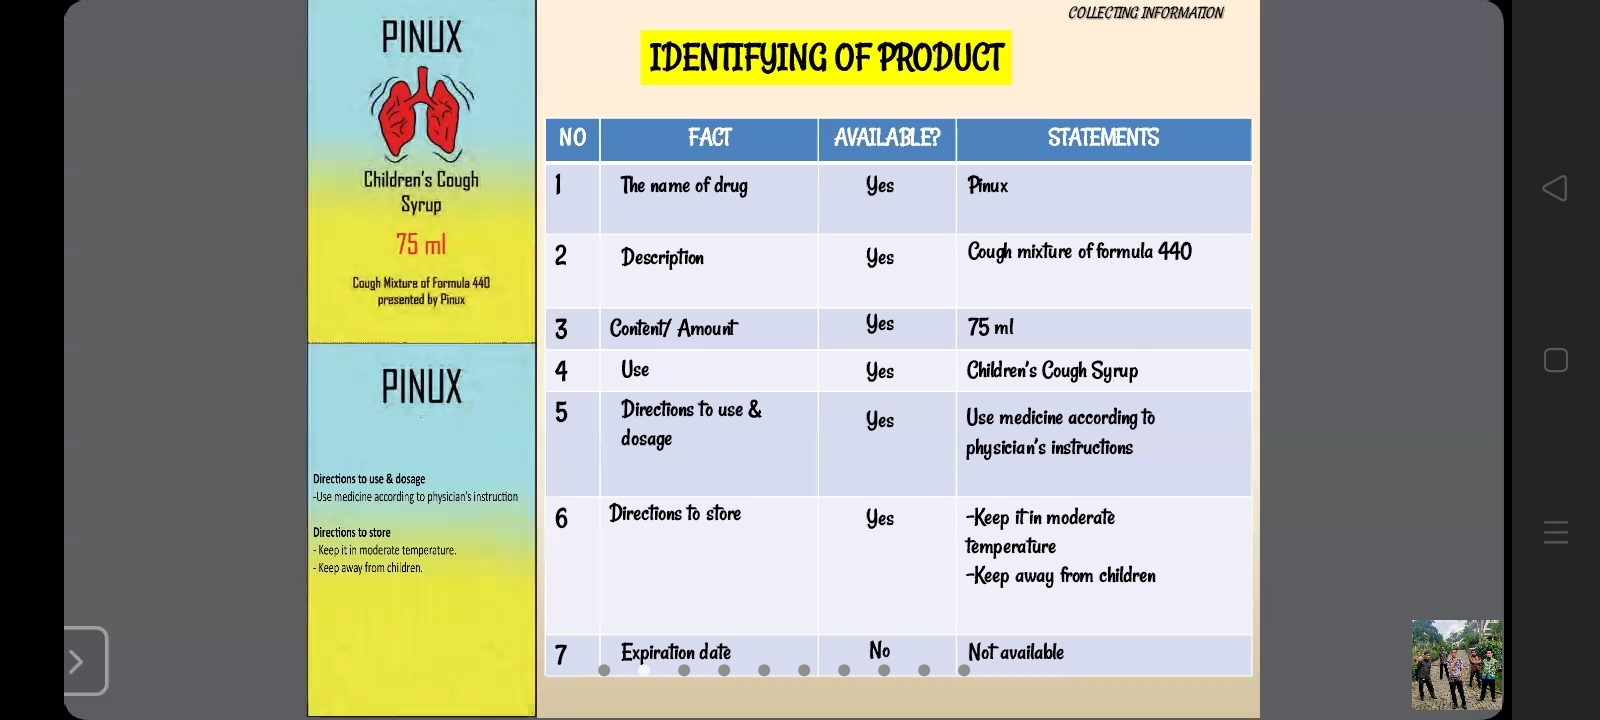 PINUX
Children's Cough
Syrup
75 ml
Cough Mixture of Formula 440
presented by Pinux
PINUX
Directions to use & dosage
-Use medicine according to physician's instruction
Directions to store
- Keep it in moderate temperature.
- Keep away from children.
COLLECTING INFORMATION
IDENTIFYING OF PRODUCT
NO FACT AVAILABLE? STATEMENTS
1 The name of drug Yes Pinux
2 Description Yes Cough mixture of formula 440
3 Content/ Amount Yes 75 ml
4 Use Yes Children's Cough Syrup
5 Directions to use & Yes Use medicine according to
dosage physician's instructions
6 Directions to store Yes -Keep it in moderate
temperature
-Keep away from children
7 Expiration date No Not available